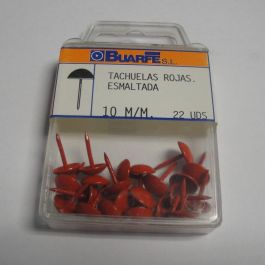 BUARFE S.L.
TACHUELAS ROJAS.
ESMALTADA
10 M/M. 22 UDS